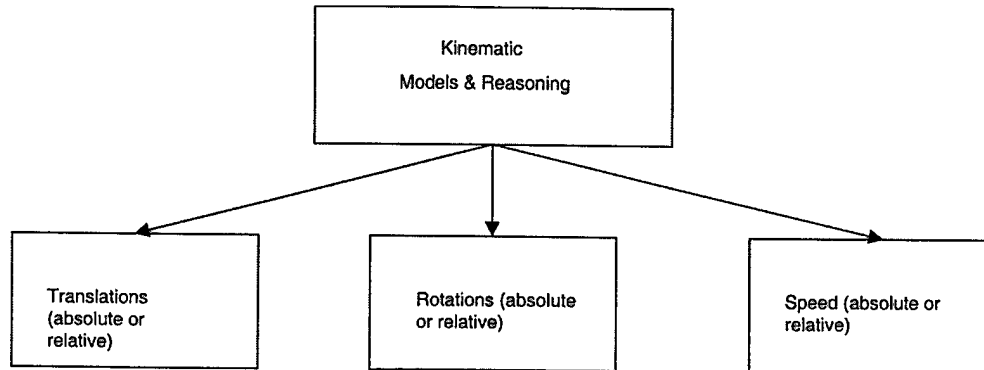 Kinematic
Models & Reasoning
Translations
(absolute or
relative)
Rotations (absolute
or relative)
Speed (absolute or
relative)